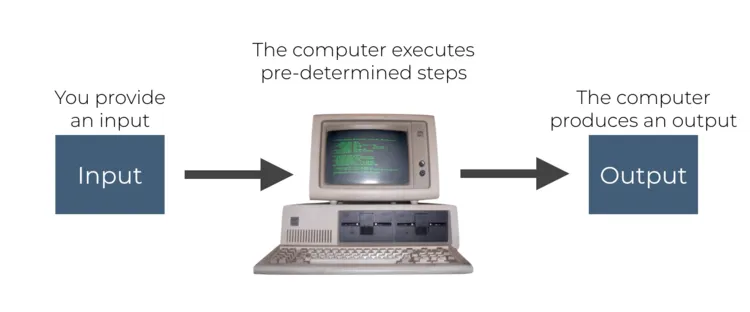 You provide
an input
Input
The computer executes
pre-determined steps
The computer
produces an output
Output